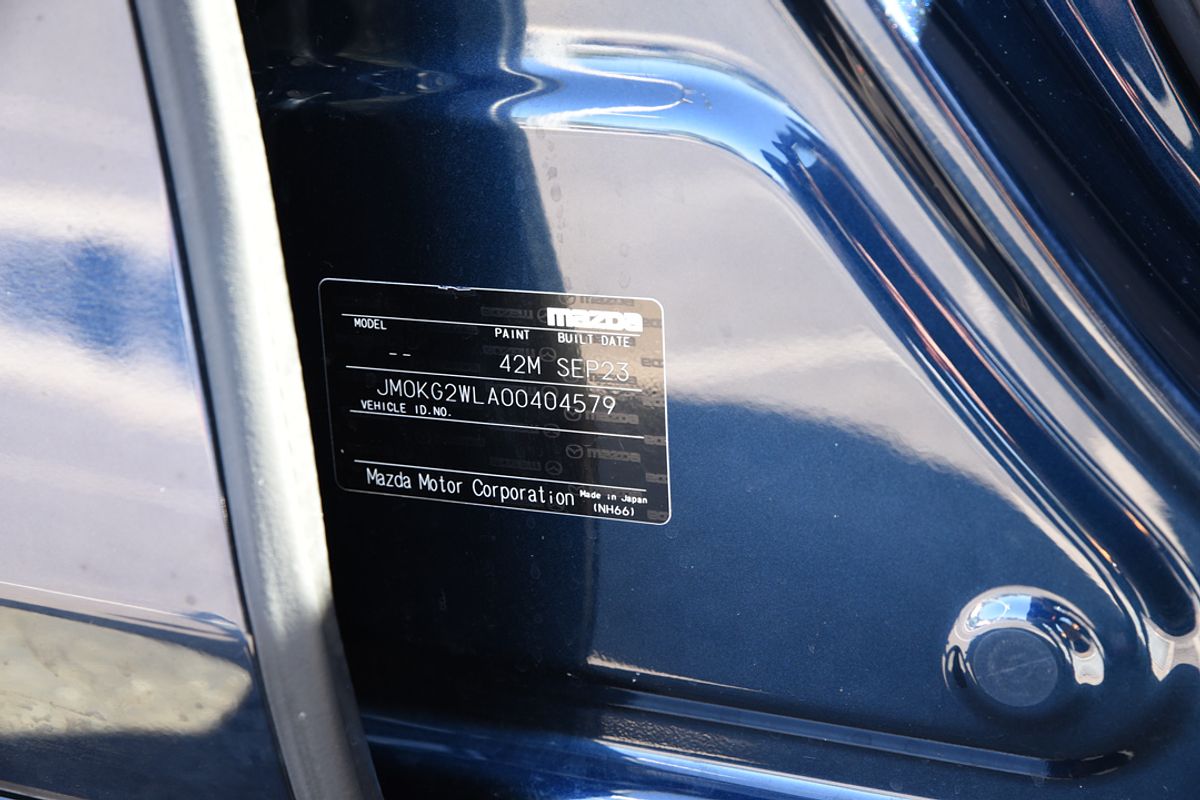 mazda
MODEL PAINT BUILT DATE
-- 42M SEP23
JM0KG2WLA00404579
VEHICLE ID.NO.
Mazda Motor Corporation Made in Japan
(NH66)